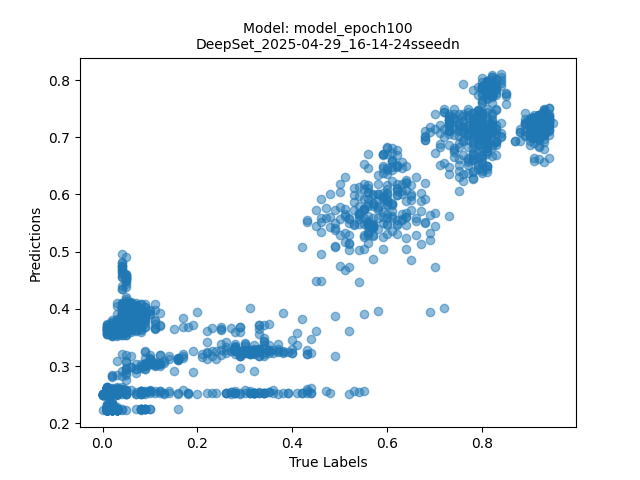 Model: model_epoch100
DeepSet_2025-04-29_16-14-24sseedn
0.8
0.7
0.6
0.5
0.4
0.3
0.2
Predictions
0.0 0.2 0.4 0.6 0.8
True Labels